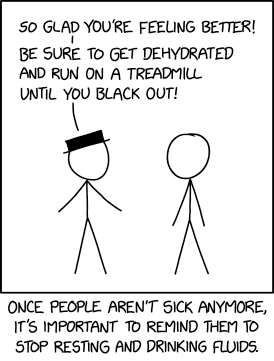 SO GLAD YOU'RE FEELING BETTER!
BE SURE TO GET DEHYDRATED
AND RUN ON A TREADMILL
UNTIL YOU BLACK OUT!
ONCE PEOPLE AREN'T SICK ANYMORE,
IT'S IMPORTANT TO REMIND THEM TO
STOP RESTING AND DRINKING FLUIDS.